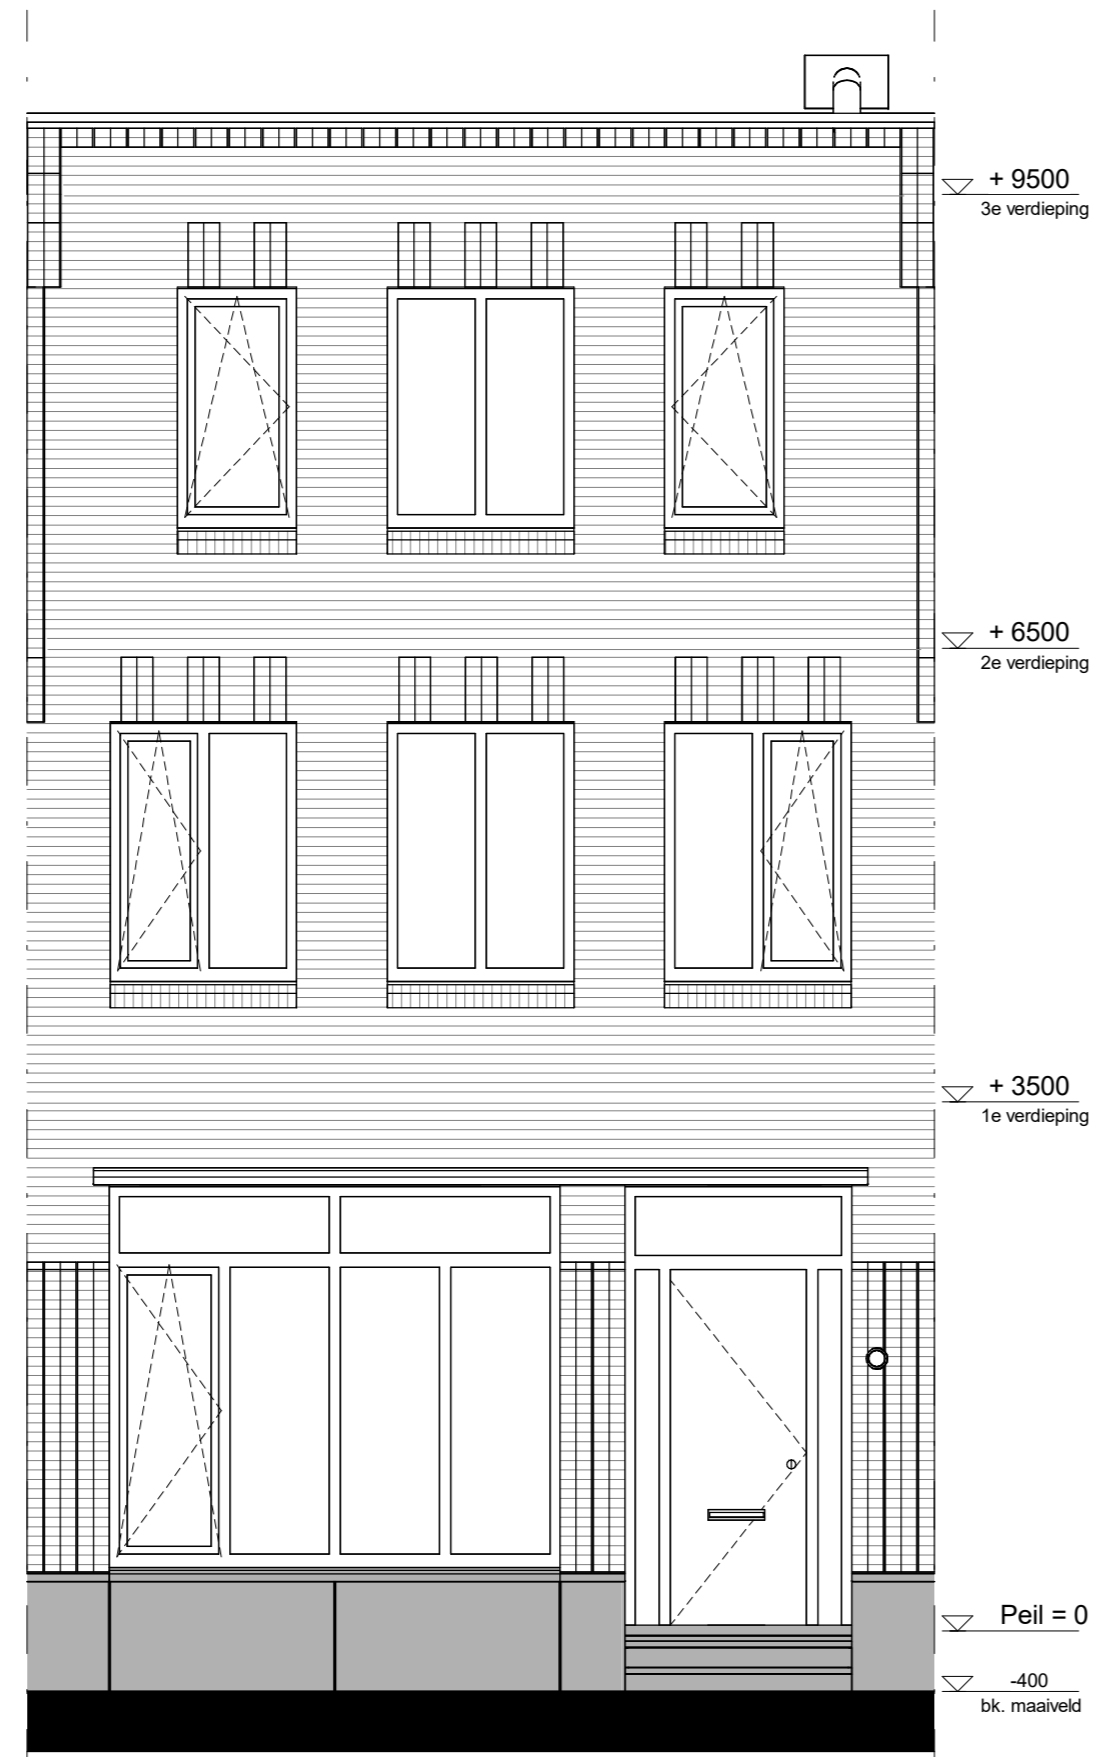 + 9500
3e verdieping
+ 6500
2e verdieping
+ 3500
1e verdieping
Peil = 0
-400
bk. maaiveld